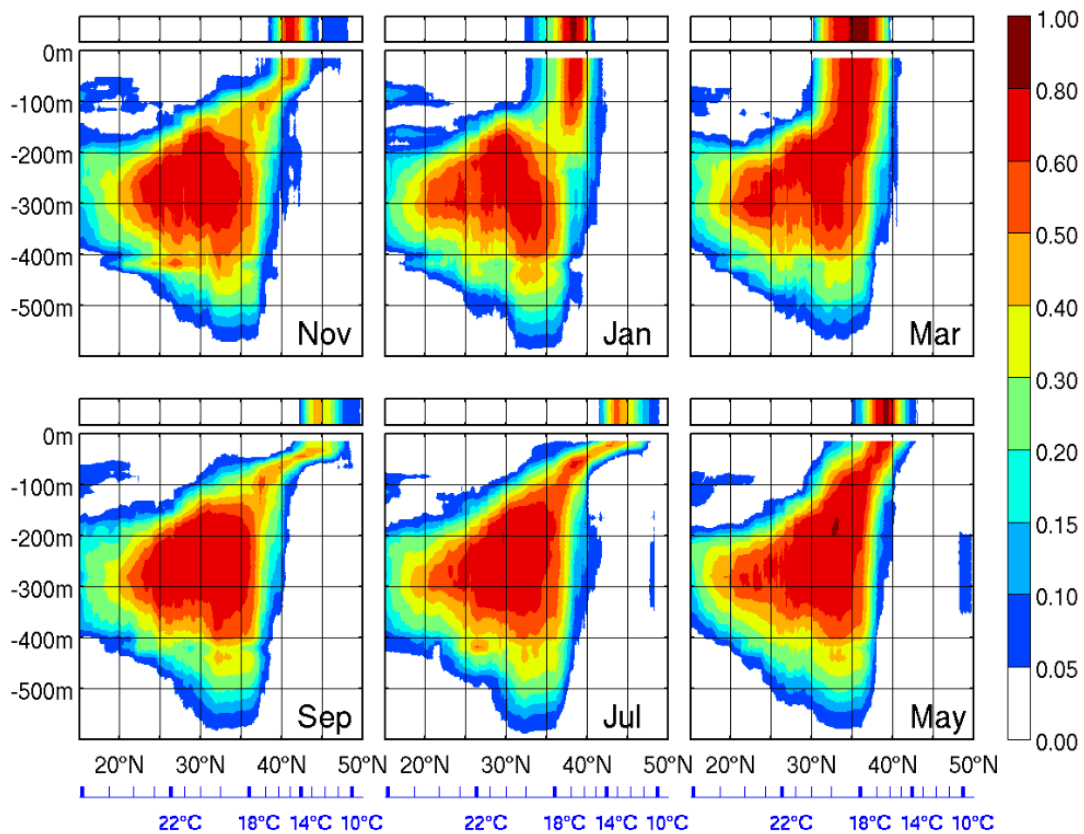 1.00
0.80
0.60
0.50
0.40
0.30
0.20
0.15
0.10
0.05
0.00
0m
-100m
-200m
-300m
-400m
-500m
Nov
Jan
Mar
0m
-100m
-200m
-300m
-400m
-500m
Sep
Jul
May
20°N 30°N 40°N 50°N 20°N 30°N 40°N 50°N 20°N 30°N 40°N 50°N
22°C 18°C 14°C 10°C 22°C 18°C 14°C 10°C 22°C 18°C 14°C 10°C